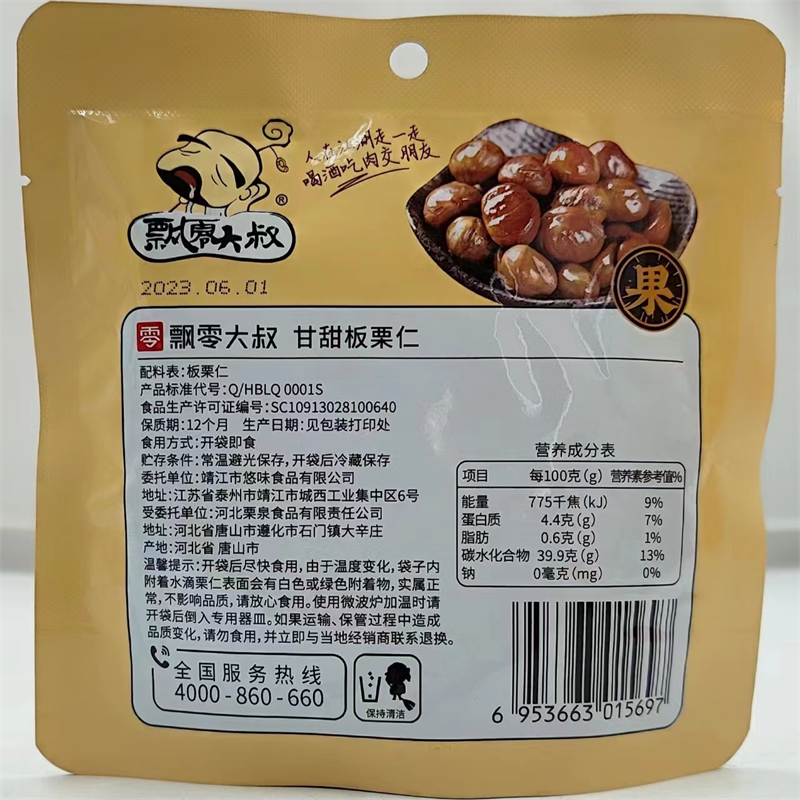 人在江湖走一走
喝酒吃肉交朋友
飘零大叔
®
2023.06.01
果
零 飘零大叔 甘甜板栗仁
配料表:板栗仁
产品标准代号:Q/HBLQ 0001S
食品生产许可证编号:SC10913028100640
保质期:12个月 生产日期:见包装打印处
食用方式:开袋即食
贮存条件:常温避光保存,开袋后冷藏保存
委托单位:靖江市悠味食品有限公司
地址:江苏省泰州市靖江市城西工业集中区6号
受委托单位:河北栗泉食品有限责任公司
地址:河北省唐山市遵化市石门镇大辛庄
产地:河北省 唐山市
温馨提示:开袋后尽快食用,由于温度变化,袋子内
附着水滴栗仁表面会有白色或绿色附着物,实属正
常,不影响品质,请放心食用。使用微波炉加温时请
开袋后倒入专用器皿。如果运输、保管过程中造成
品质变化,请勿食用,并立即与当地经销商联系退换。
营养成分表
项目 每100克(g) 营养素参考值%
能量 775千焦(kJ) 9%
蛋白质 4.4克(g) 7%
脂肪 0.6克(g) 1%
碳水化合物 39.9克(g) 13%
钠 0毫克(mg) 0%
全国服务热线
4000-860-660
保持清洁
6 953663 015697